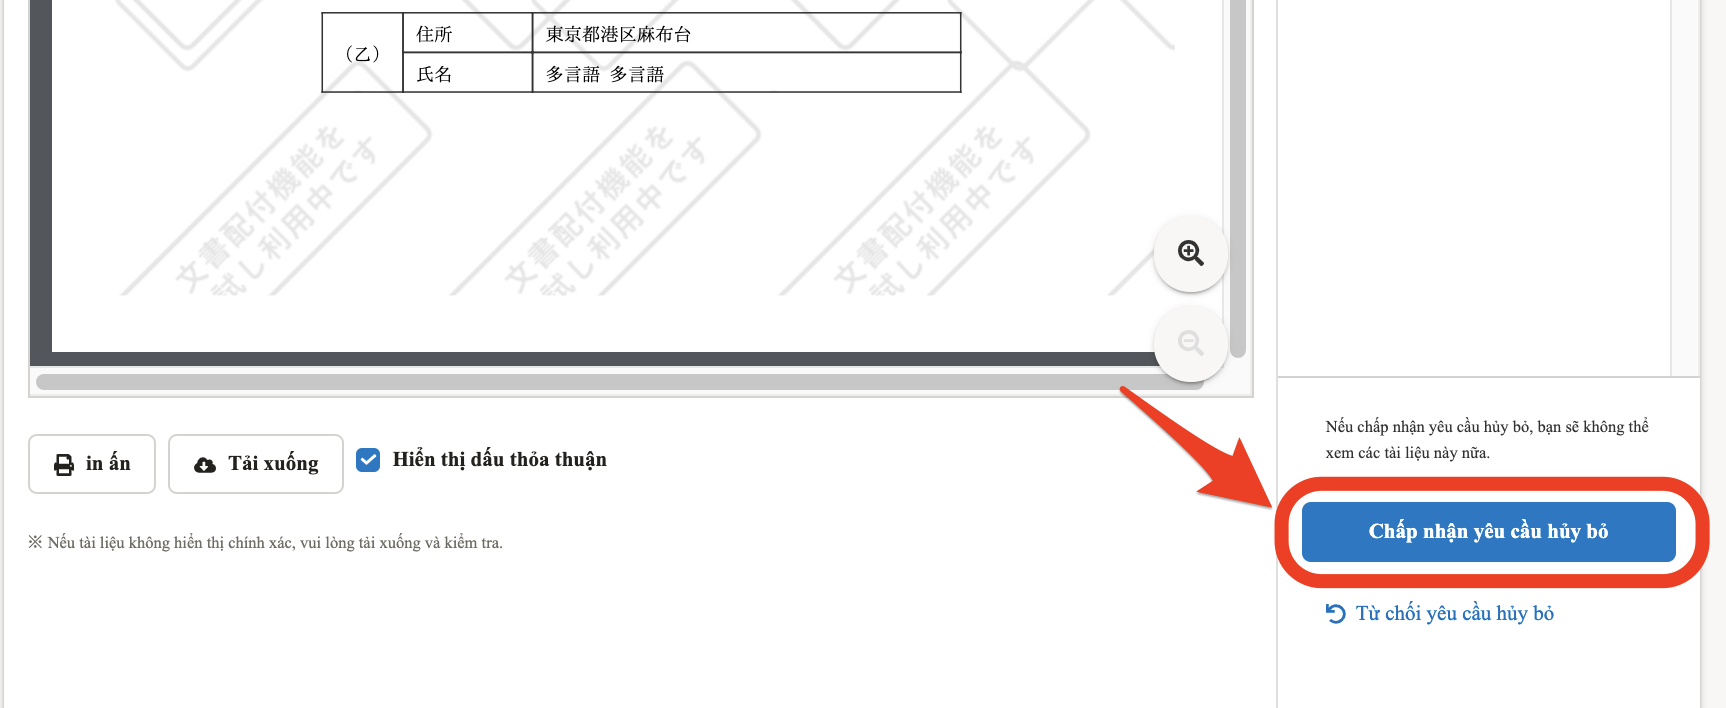 （乙）
住所
東京都港区麻布台
氏名
多言語 多言語
文書配付機能を
試し利用中です
文書配付機能を
試し利用中です
文書配付機能を
試し利用中です
in ấn
Tải xuống
Hiển thị dấu thỏa thuận
※ Nếu tài liệu không hiển thị chính xác, vui lòng tải xuống và kiểm tra.
Nếu chấp nhận yêu cầu hủy bỏ, bạn sẽ không thể
xem các tài liệu này nữa.
Chấp nhận yêu cầu hủy bỏ
Từ chối yêu cầu hủy bỏ